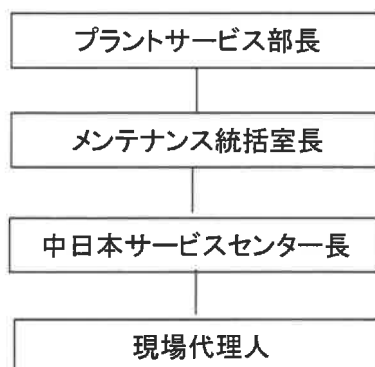 プラントサービス部長
メンテナンス統括室長
中日本サービスセンター長
現場代理人